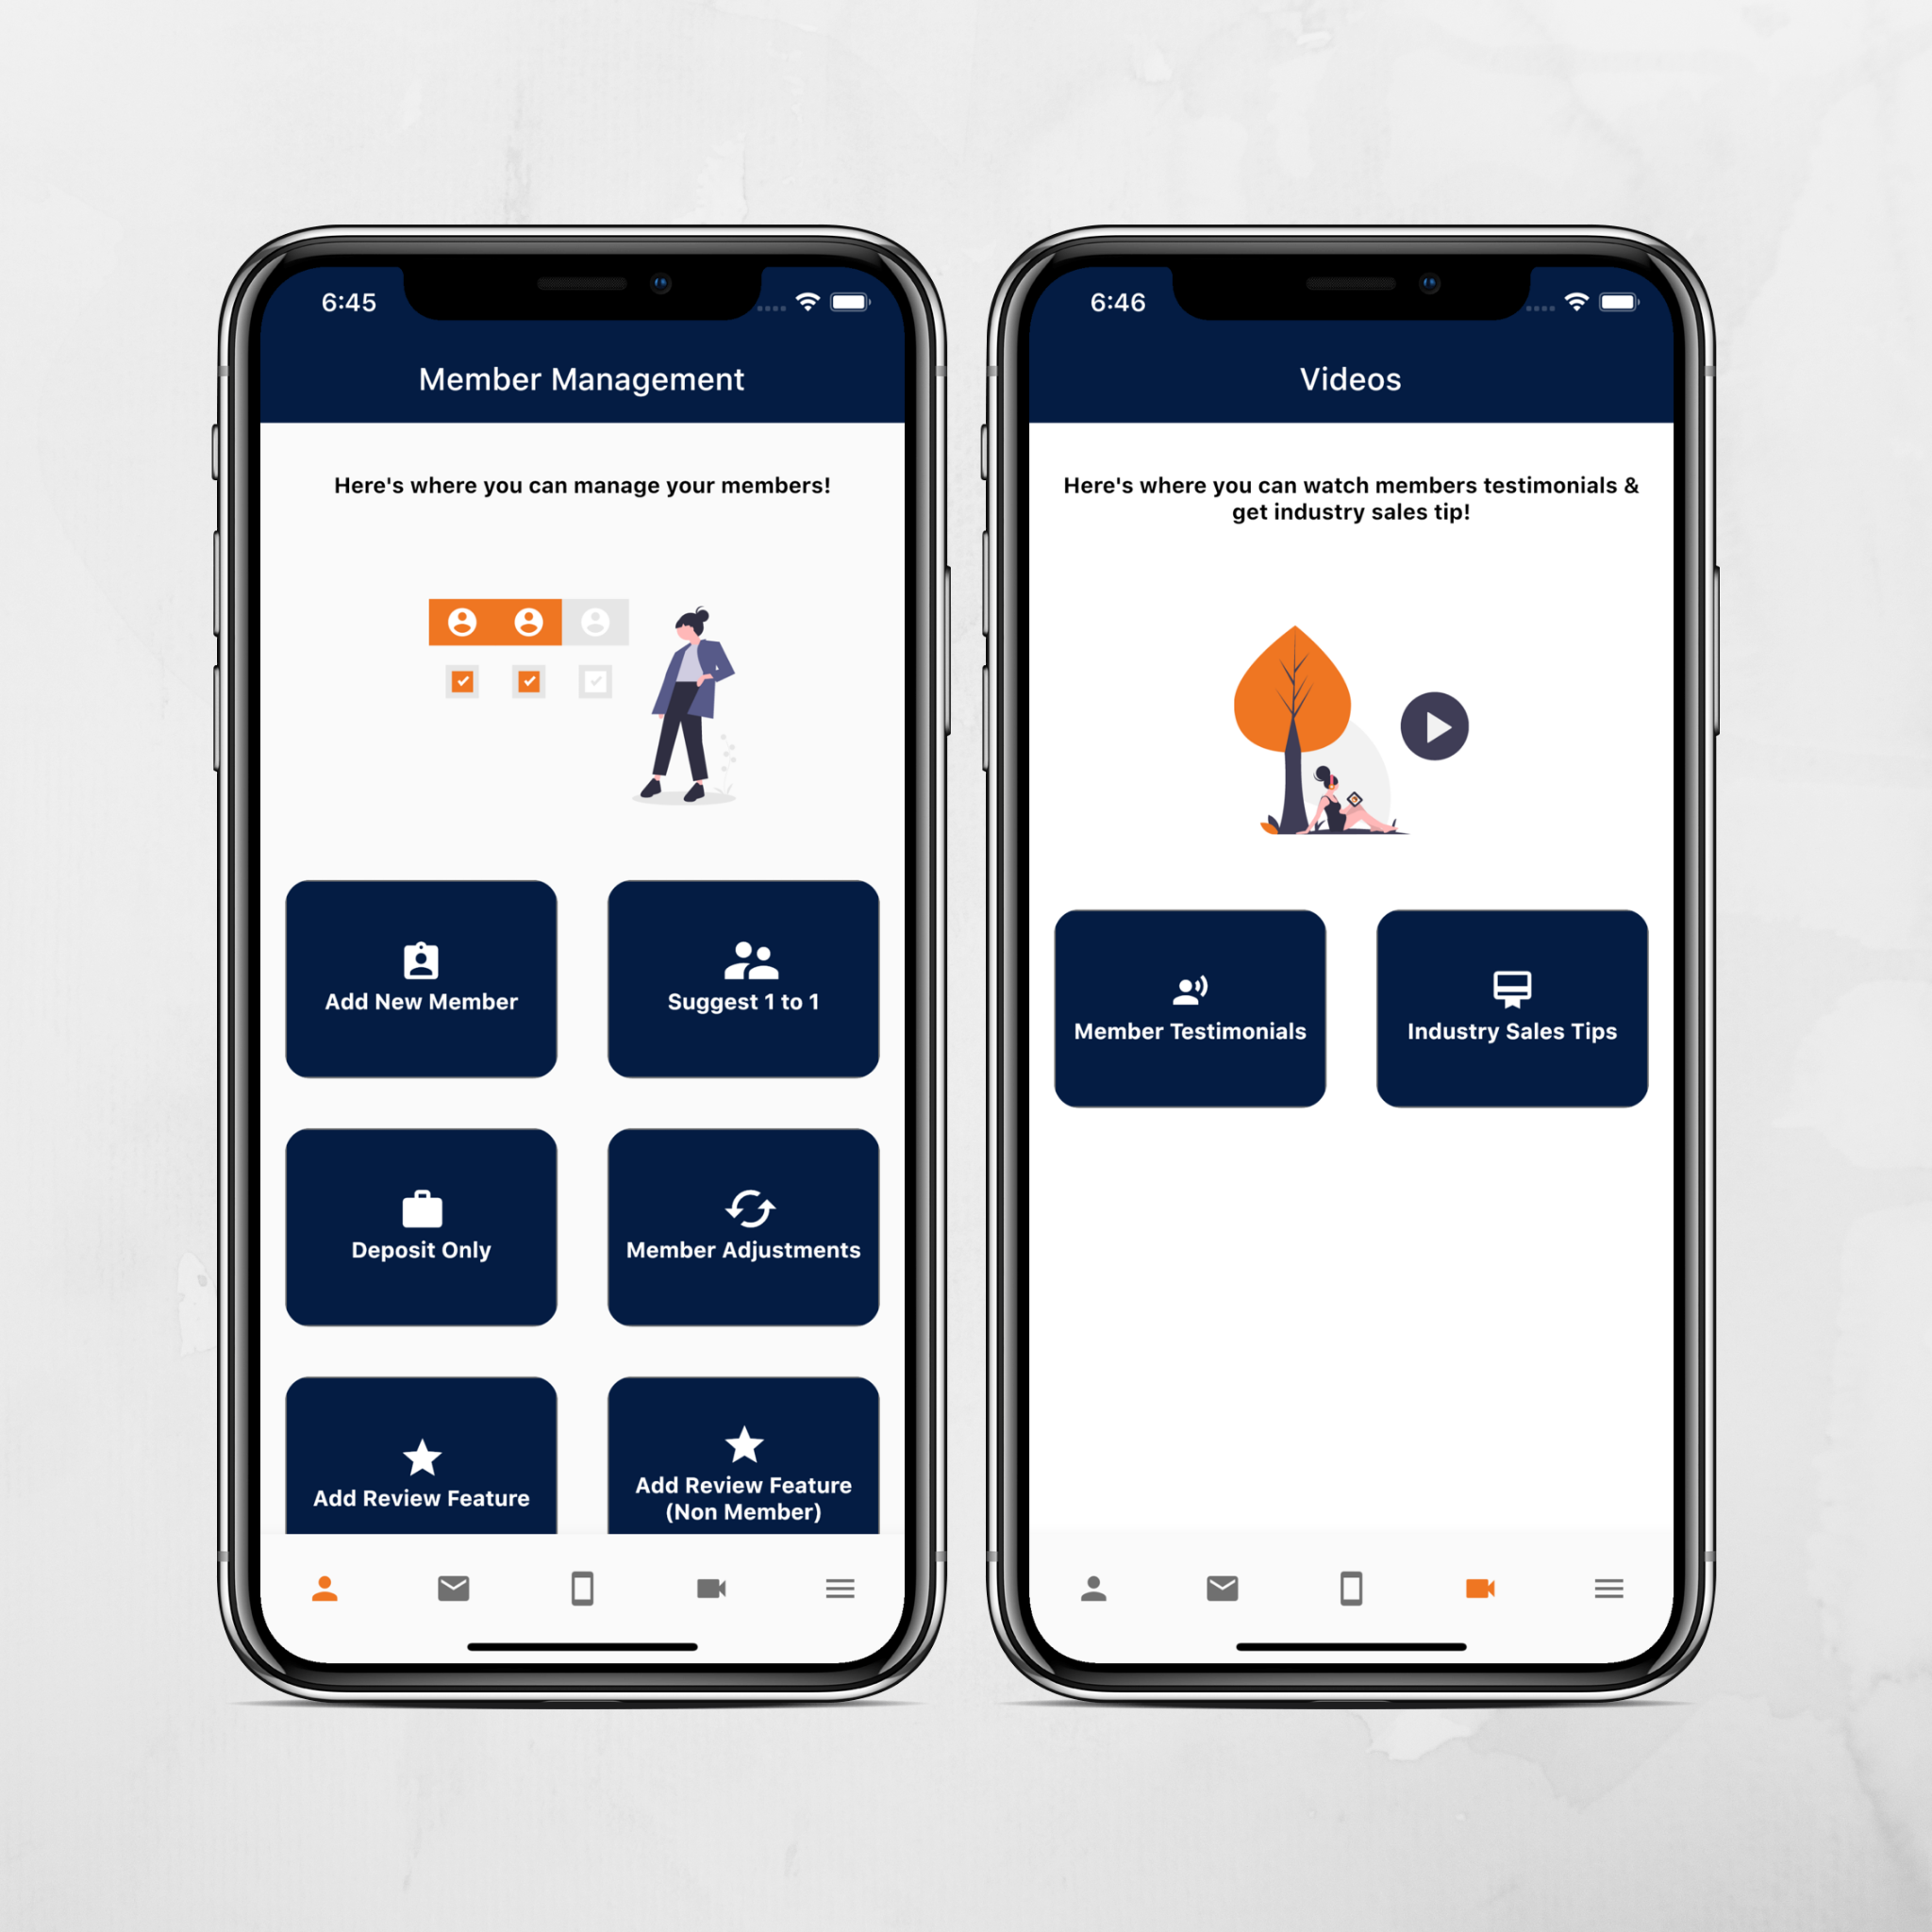 6:45
Member Management
Here's where you can manage your members!
Add New Member
Suggest 1 to 1
Deposit Only
Member Adjustments
Add Review Feature
Add Review Feature
(Non Member)
6:46
Videos
Here's where you can watch members testimonials &
get industry sales tip!
Member Testimonials
Industry Sales Tips